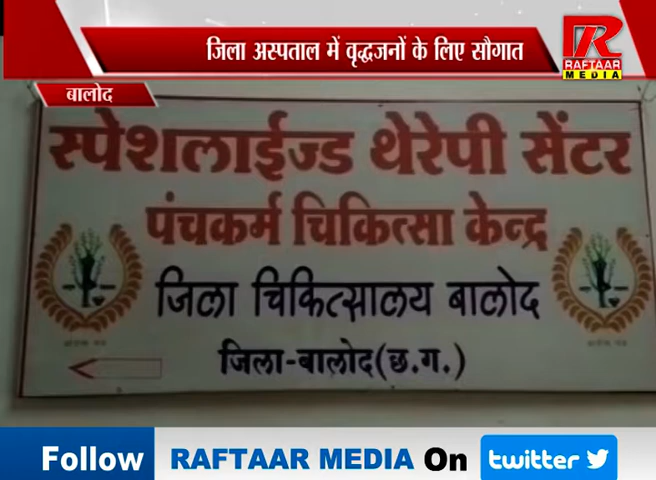 जिला अस्पताल में वृद्धजनों के लिए सौगात
RAFTAAR
MEDIA
बालोद
स्पेशलाईज्ड थेरेपी सेंटर
पंचकर्म चिकित्सा केन्द्र
जिला चिकित्सालय बालोद
जिला-बालोद(छ.ग.)
Follow RAFTAAR MEDIA On twitter